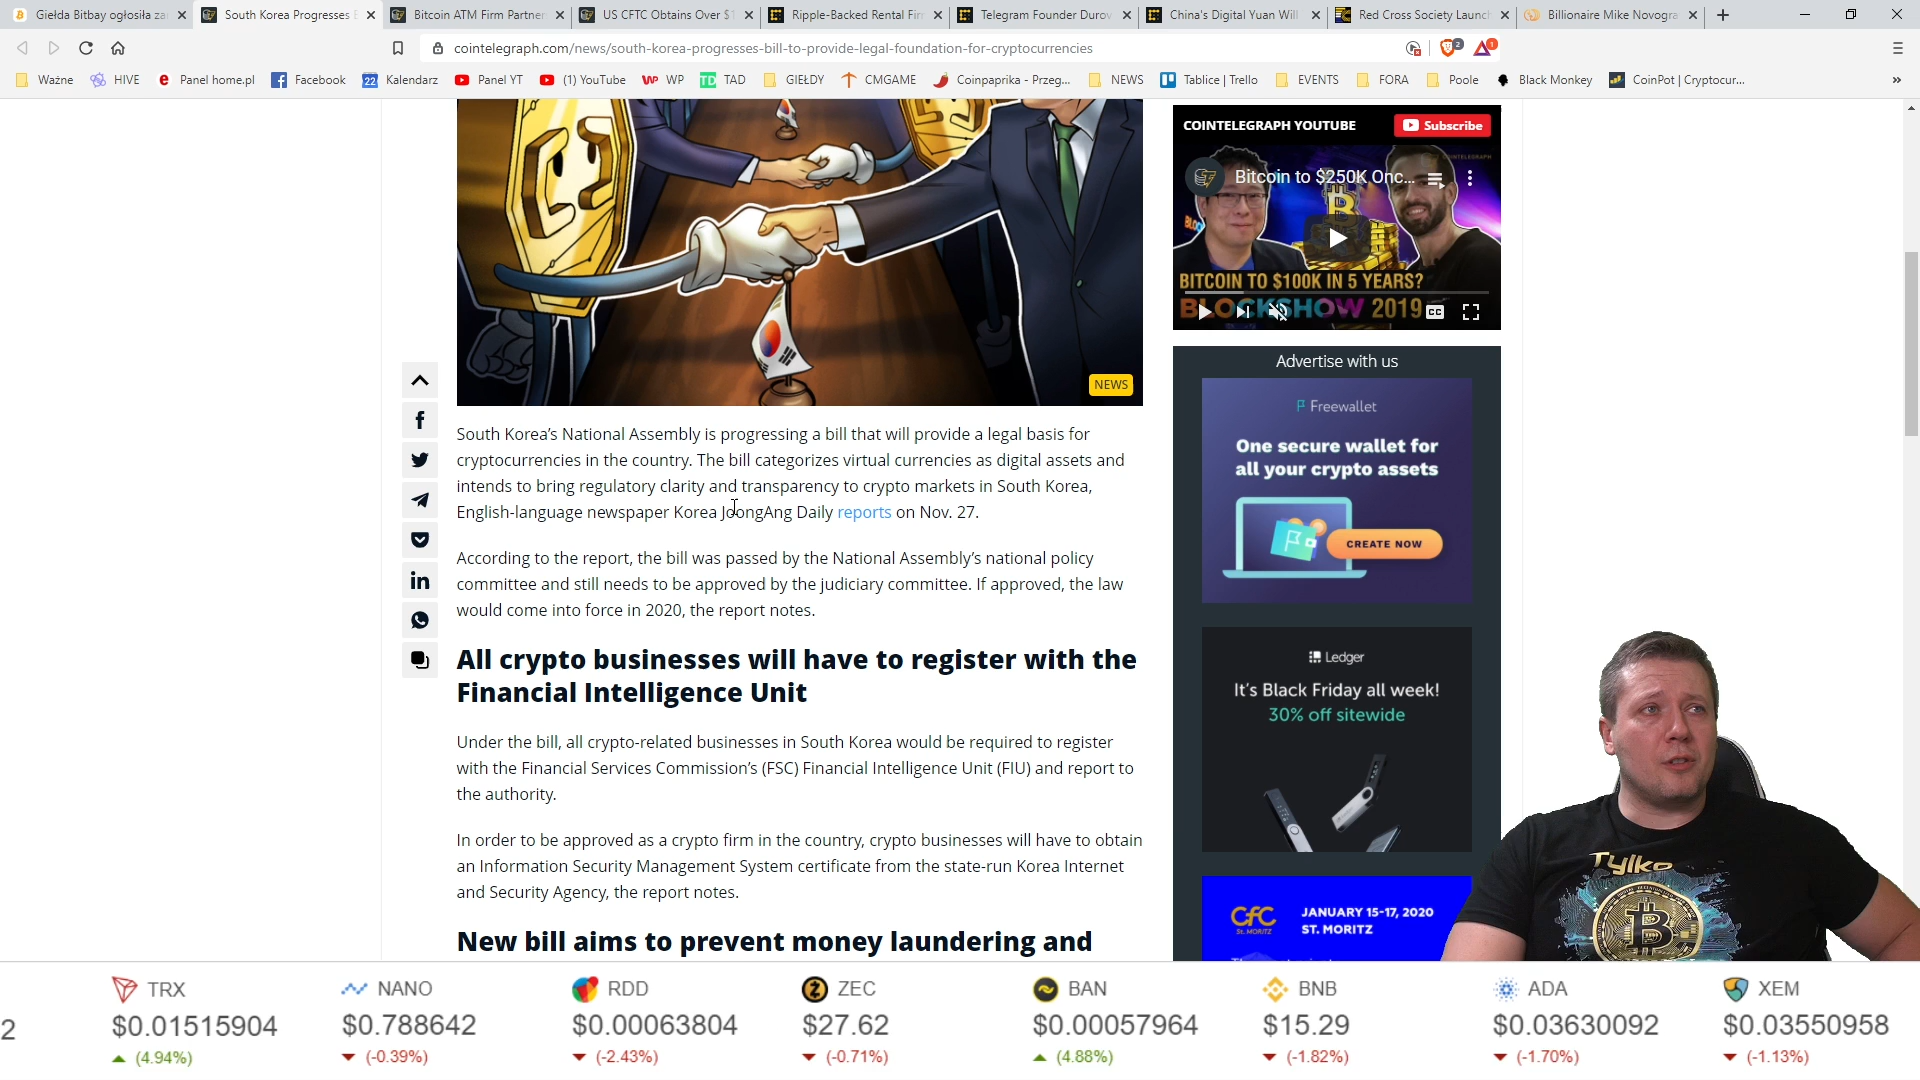 Giełda Bitbay ogłosiła za
South Korea Progresses
Bitcoin ATM Firm Partner
US CFTC Obtains Over $1
Ripple-Backed Rental Fir
Telegram Founder Durov
China's Digital Yuan Will
Red Cross Society Launch
Billionaire Mike Novogra
cointelegraph.com/news/south-korea-progresses-bill-to-provide-legal-foundation-for-cryptocurrencies
2
1
Ważne
HIVE
Panel home.pl
Facebook
22 Kalendarz
Panel YT
(1) YouTube
WP
TD TAD
GIEŁDY
CMGAME
Coinpaprika - Przeg...
NEWS
Tablice | Trello
EVENTS
FORA
Poole
Black Monkey
CoinPot | Cryptocur...
NEWS
South Korea's National Assembly is progressing a bill that will provide a legal basis for
cryptocurrencies in the country. The bill categorizes virtual currencies as digital assets and
intends to bring regulatory clarity and transparency to crypto markets in South Korea,
English-language newspaper Korea JoongAng Daily reports on Nov. 27.
According to the report, the bill was passed by the National Assembly's national policy
committee and still needs to be approved by the judiciary committee. If approved, the law
would come into force in 2020, the report notes.
All crypto businesses will have to register with the
Financial Intelligence Unit
Under the bill, all crypto-related businesses in South Korea would be required to register
with the Financial Services Commission's (FSC) Financial Intelligence Unit (FIU) and report to
the authority.
In order to be approved as a crypto firm in the country, crypto businesses will have to obtain
an Information Security Management System certificate from the state-run Korea Internet
and Security Agency, the report notes.
New bill aims to prevent money laundering and
COINTELEGRAPH YOUTUBE
Subscribe
Bitcoin to $250K Onc...
BITCOIN TO $100K IN 5 YEARS?
BLOCKSHOW 2019
CC
Advertise with us
Freewallet
One secure wallet for
all your crypto assets
CREATE NOW
Ledger
It's Black Friday all week!
30% off sitewide
CfC
St. MORITZ
JANUARY 15-17, 2020
ST. MORITZ
Tylko
2
TRX
$0.01515904
(4.94%)
NANO
$0.788642
(-0.39%)
RDD
$0.00063804
(-2.43%)
ZEC
$27.62
(-0.71%)
BAN
$0.00057964
(4.88%)
BNB
$15.29
(-1.82%)
ADA
$0.03630092
(-1.70%)
XEM
$0.03550958
(-1.13%)